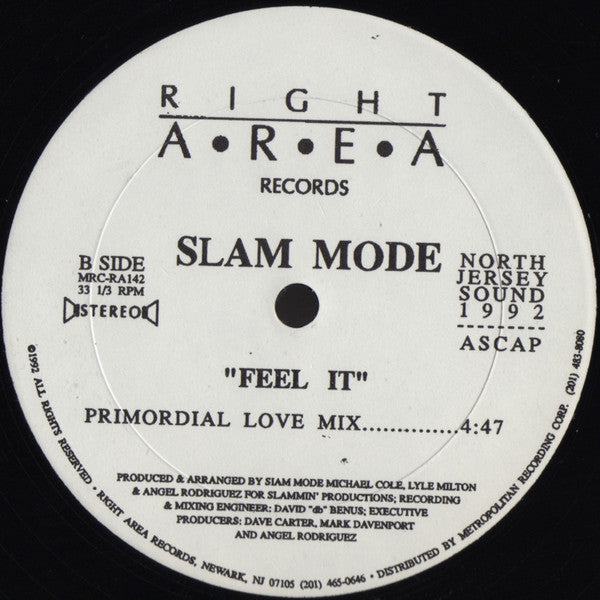 RIGHT
A•R•E•A
RECORDS
SLAM MODE
B SIDE
MRC-RA142
33 1/3 RPM
STEREO
NORTH
JERSEY
SOUND
1992
ASCAP
"FEEL IT"
PRIMORDIAL LOVE MIX.............4:47
PRODUCED & ARRANGED BY SIAM MODE MICHAEL COLE, LYLE MILTON
& ANGEL RODRIGUEZ FOR SLAMMIN' PRODUCTIONS; RECORDING
& MIXING ENGINEER: DAVID "db" BENUS; EXECUTIVE
PRODUCERS: DAVE CARTER, MARK DAVENPORT
AND ANGEL RODRIGUEZ
©1992 ALL RIGHTS RESERVED • RIGHT AREA RECORDS, NEWARK, NJ 07105 (201) 465-0646 • DISTRIBUTED BY METROPOLITAN RECORDING CORP. (201) 483-8080